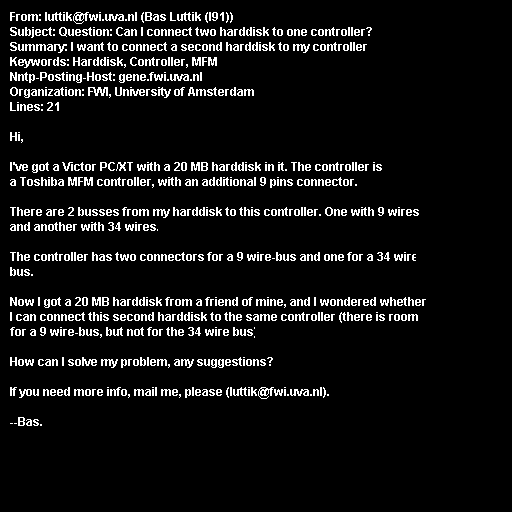 From: luttik@fwi.uva.nl (Bas Luttik (I91))
Subject: Question: Can I connect two harddisk to one controller?
Summary: I want to connect a second harddisk to my controller
Keywords: Harddisk, Controller, MFM
Nntp-Posting-Host: gene.fwi.uva.nl
Organization: FWI, University of Amsterdam
Lines: 21
Hi,
I've got a Victor PC/XT with a 20 MB harddisk in it. The controller is
a Toshiba MFM controller, with an additional 9 pins connector.
There are 2 busses from my harddisk to this controller. One with 9 wires
and another with 34 wires.
The controller has two connectors for a 9 wire-bus and one for a 34 wire
bus.
Now I got a 20 MB harddisk from a friend of mine, and I wondered whether
I can connect this second harddisk to the same controller (there is room
for a 9 wire-bus, but not for the 34 wire bus)
How can I solve my problem, any suggestions?
If you need more info, mail me, please (luttik@fwi.uva.nl).
--Bas.